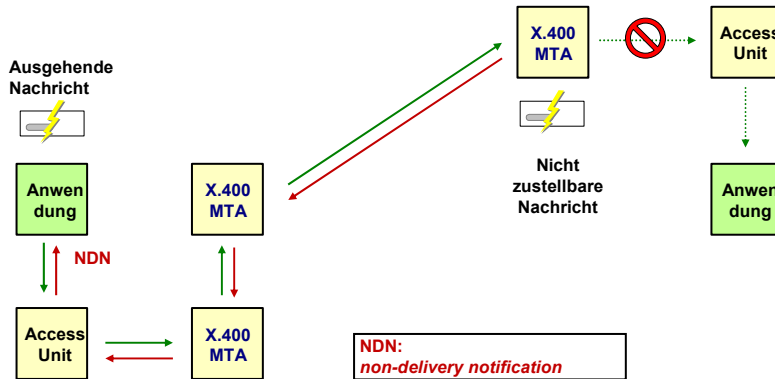 X.400
MTA
Access
Unit
Ausgehende
Nachricht
Nicht
zustellbare
Nachricht
Anwen
dung
X.400
MTA
Anwen
dung
NDN
Access
Unit
X.400
MTA
NDN:
non-delivery notification